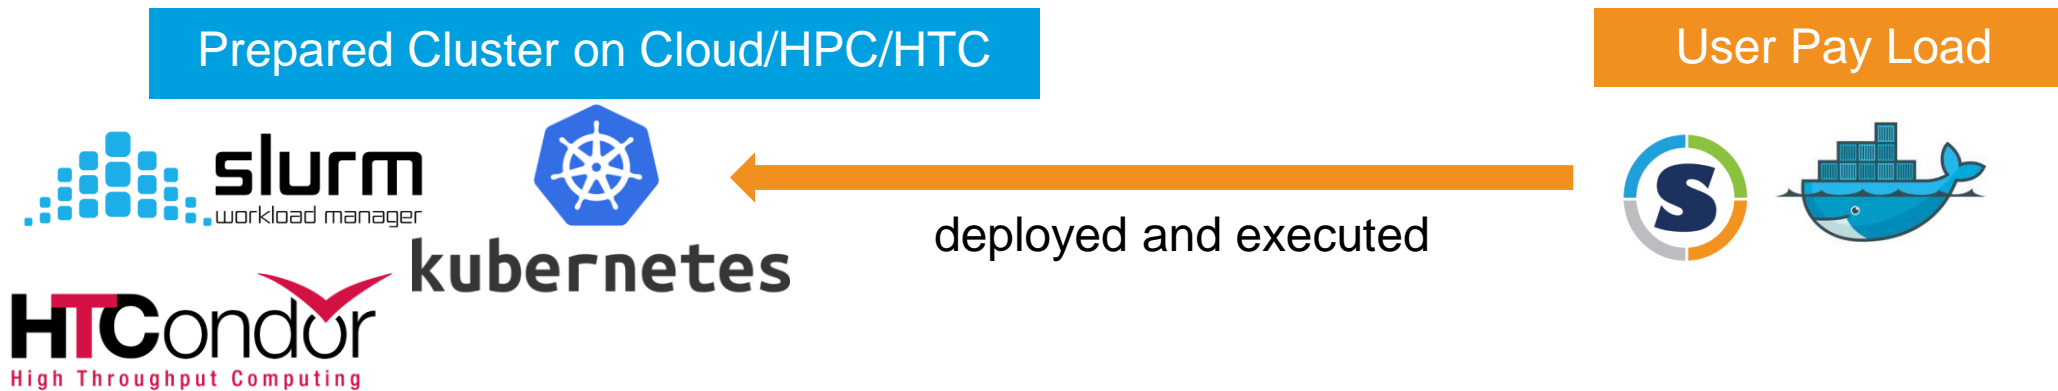 Prepared Cluster on Cloud/HPC/HTC
User Pay Load
slurm
workload manager
kubernetes
deployed and executed
S
HTCondor
High Throughput Computing